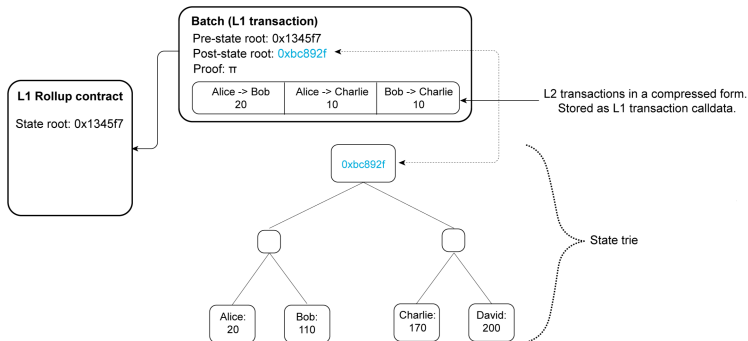 Batch (L1 transaction)
Pre-state root: 0x1345f7
Post-state root: 0xbc892f
Proof: π
Alice -> Bob
20
Alice -> Charlie
10
Bob -> Charlie
10
L1 Rollup contract
State root: 0x1345f7
L2 transactions in a compressed form.
Stored as L1 transaction calldata.
0xbc892f
State trie
Alice:
20
Bob:
110
Charlie:
170
David:
200